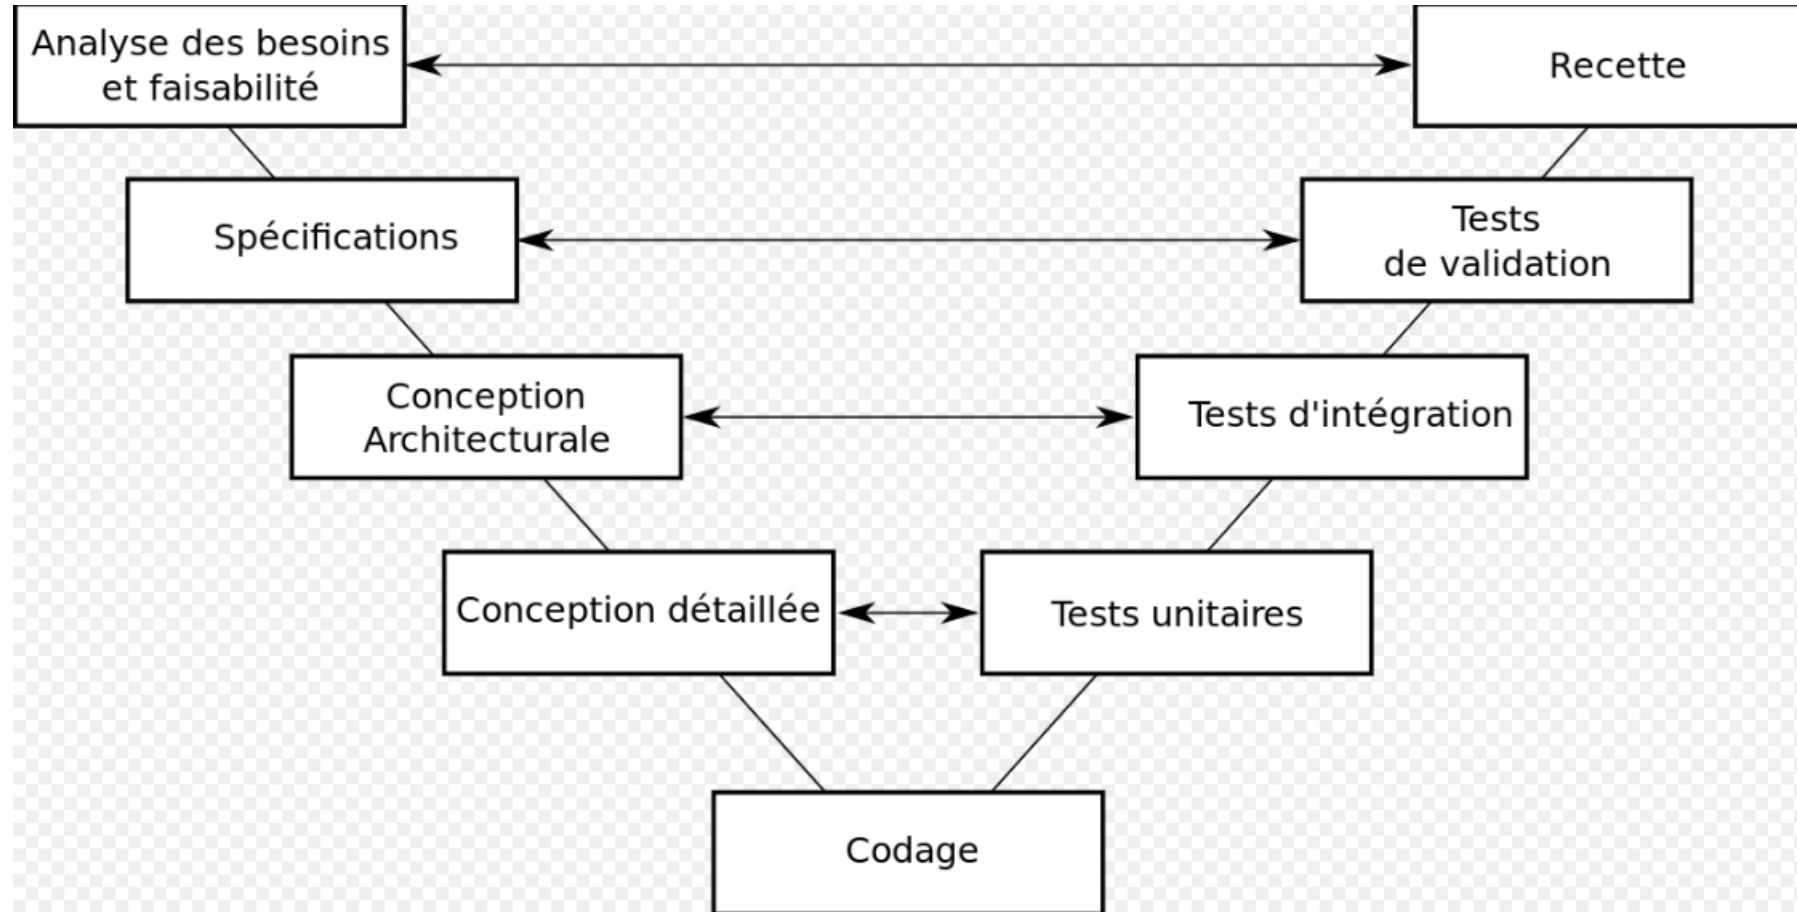 Analyse des besoins
et faisabilité
Recette
Spécifications
Tests
de validation
Conception
Architecturale
Tests d'intégration
Conception détaillée
Tests unitaires
Codage